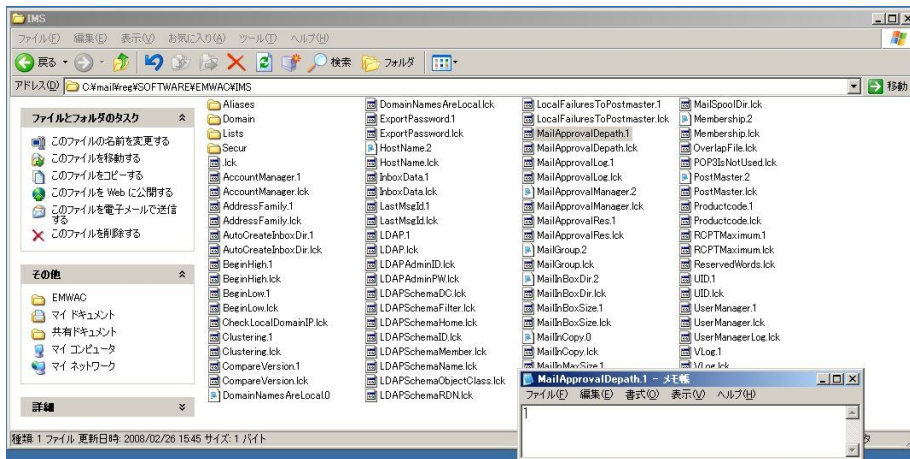 IMS
ファイル(F) 編集(E) 表示(V) お気に入り(A) ツール(T) ヘルプ(H)
戻る 検索 フォルダ
アドレス(D) C:¥mail¥reg¥SOFTWARE¥EMWAC¥IMS 移動
ファイルとフォルダのタスク
このファイルの名前を変更する
このファイルを移動する
このファイルをコピーする
このファイルを Web に公開する
このファイルを電子メールで送信
する
このファイルを削除する
その他
EMWAC
マイ ドキュメント
共有ドキュメント
マイ コンピュータ
マイ ネットワーク
詳細
Aliases
Domain
Lists
Secur
.lck
AccountManager.1
AccountManager.lck
AddressFamily.1
AddressFamily.lck
AutoCreateInboxDir.1
AutoCreateInboxDir.lck
BeginHigh.1
BeginHigh.lck
BeginLow.1
BeginLow.lck
CheckLocalDomainIP.lck
Clustering.1
Clustering.lck
CompareVersion.1
CompareVersion.lck
DomainNamesAreLocal.0
DomainNamesAreLocal.lck
ExportPassword.1
ExportPassword.lck
HostName.2
HostName.lck
InboxData.1
InboxData.lck
LastMsgId.1
LastMsgId.lck
LDAP.1
LDAP.lck
LDAPAdminID.lck
LDAPAdminPW.lck
LDAPSchemaDC.lck
LDAPSchemaFilter.lck
LDAPSchemaHome.lck
LDAPSchemaID.lck
LDAPSchemaMember.lck
LDAPSchemaName.lck
LDAPSchemaObjectClass.lck
LDAPSchemaRDN.lck
LocalFailuresToPostmaster.1
LocalFailuresToPostmaster.lck
MailApprovalDepath.1
MailApprovalDepath.lck
MailApprovalLog.1
MailApprovalLog.lck
MailApprovalManager.2
MailApprovalManager.lck
MailApprovalRes.1
MailApprovalRes.lck
MailGroup.2
MailGroup.lck
MailInBoxDir.2
MailInBoxDir.lck
MailInBoxSize.1
MailInBoxSize.lck
MailInCopy.0
MailInCopy.lck
MailInMaxSize.1
MailSpoolDir.lck
Membership.2
Membership.lck
OverlapFile.lck
POP3IsNotUsed.lck
PostMaster.2
PostMaster.lck
Productcode.1
Productcode.lck
RCPTMaximum.1
RCPTMaximum.lck
ReservedWords.lck
UID.1
UID.lck
UserManager.1
UserManager.lck
UserManagerLog.lck
VLog.1
VLog.lck
MailApprovalDepath.1 - メモ帳
ファイル(F) 編集(E) 書式(O) 表示(V) ヘルプ(H)
1
種類: 1 ファイル 更新日時: 2008/02/26 15:45 サイズ: 1 バイト